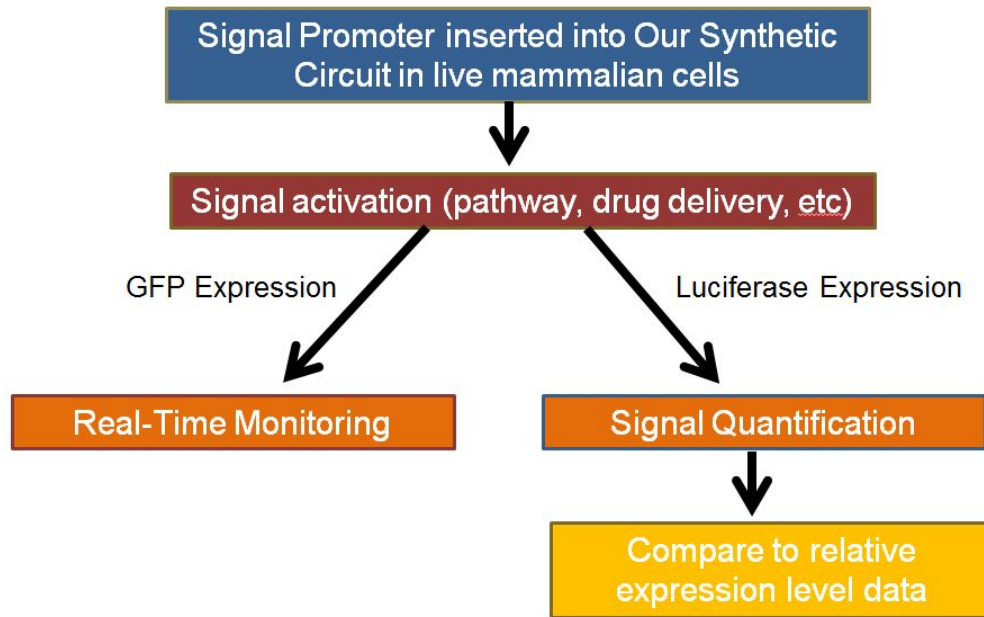 Signal Promoter inserted into Our Synthetic
Circuit in live mammalian cells
Signal activation (pathway, drug delivery, etc)
GFP Expression
Luciferase Expression
Real-Time Monitoring
Signal Quantification
Compare to relative
expression level data